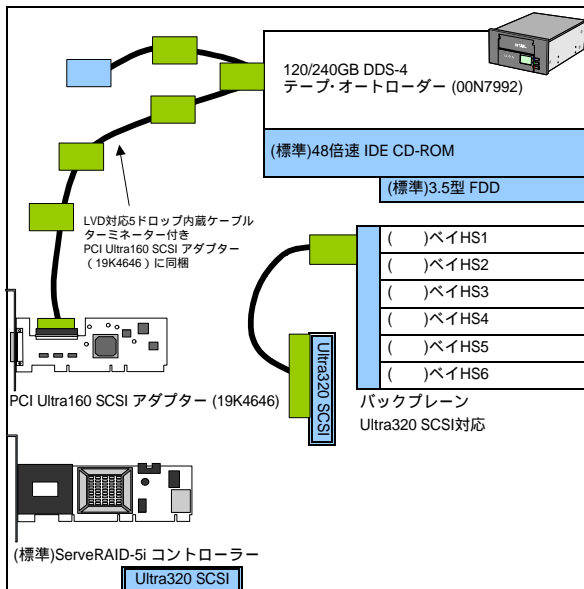 120/240GB DDS-4
テープ・オートローダー (00N7992)
(標準)48倍速 IDE CD-ROM
(標準)3.5型 FDD
LVD対応5ドロップ内蔵ケーブル
ターミネーター付き
PCI Ultra160 SCSI アダプター
（19K4646）に同梱
(　　)ベイHS1
(　　)ベイHS2
(　　)ベイHS3
(　　)ベイHS4
(　　)ベイHS5
(　　)ベイHS6
Ultra320 SCSI
PCI Ultra160 SCSI アダプター (19K4646)
バックプレーン
Ultra320 SCSI対応
(標準)ServeRAID-5i コントローラー
Ultra320 SCSI